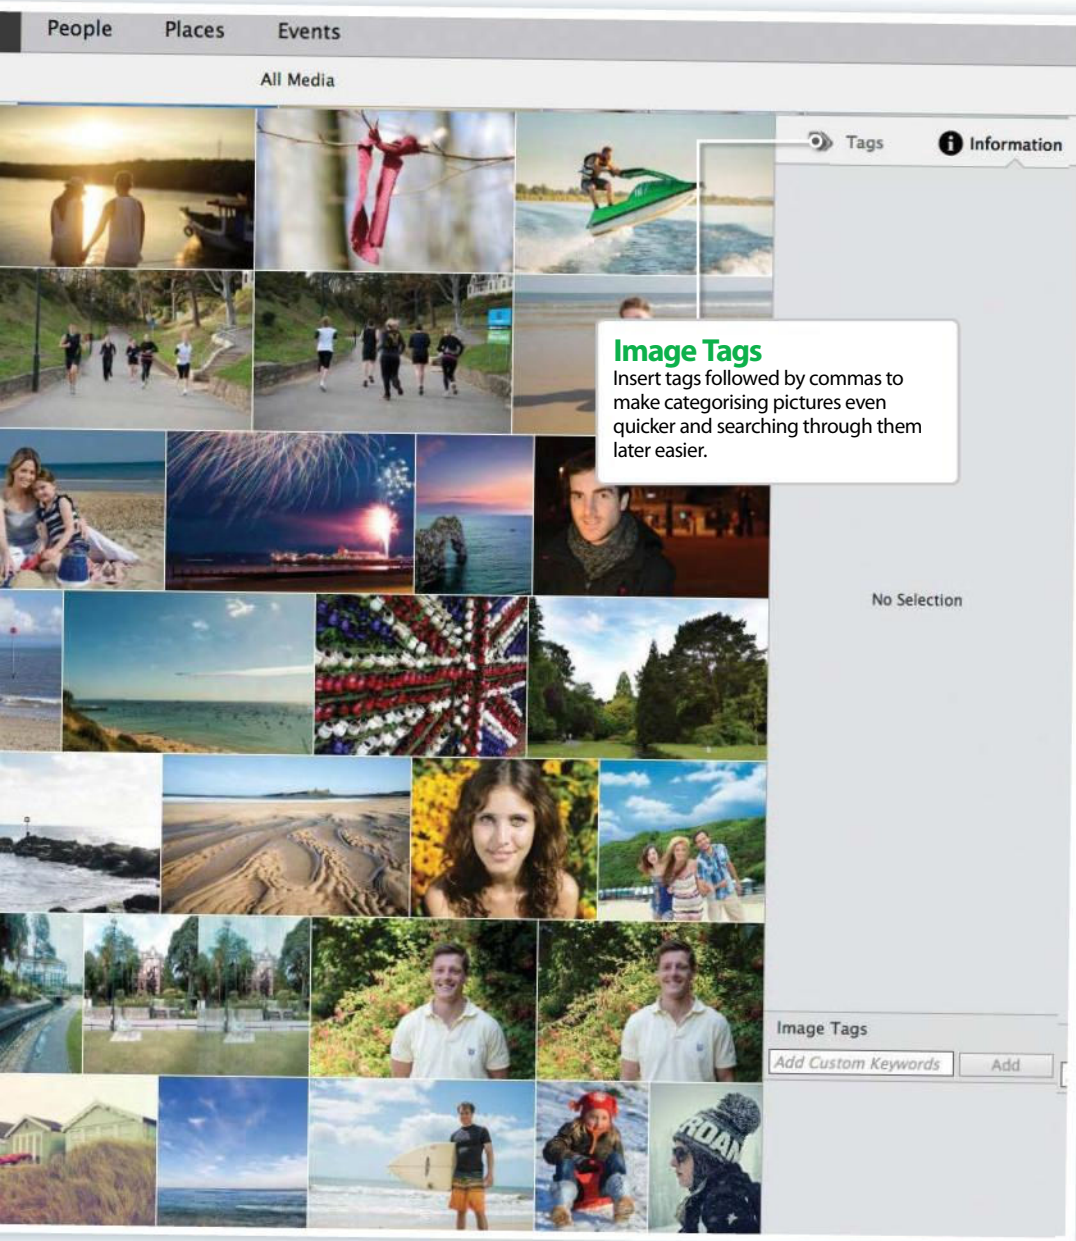 People Places Events
All Media
Tags Information
Image Tags
Insert tags followed by commas to
make categorising pictures even
quicker and searching through them
later easier.
No Selection
Image Tags
Add Custom Keywords Add
RDAN